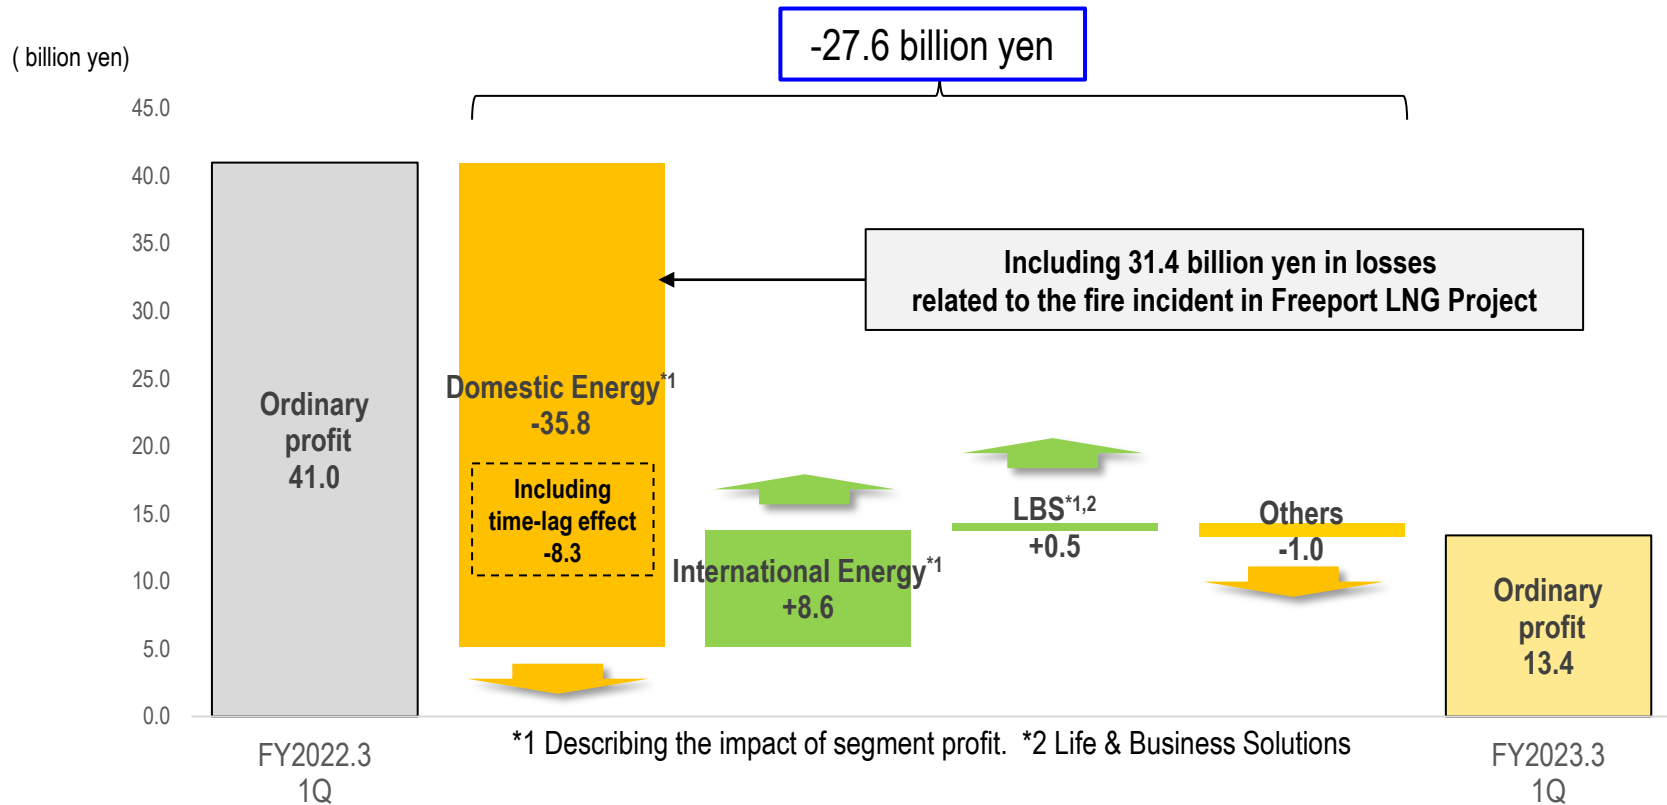 -27.6 billion yen
( billion yen)
45.0
40.0
35.0
30.0
25.0
20.0
15.0
10.0
5.0
0.0
Including 31.4 billion yen in losses
related to the fire incident in Freeport LNG Project
Ordinary
profit
41.0
Domestic Energy*1
-35.8
Including
time-lag effect
-8.3
International Energy*1
+8.6
LBS*1,2
+0.5
Others
-1.0
Ordinary
profit
13.4
FY2022.3
1Q
*1 Describing the impact of segment profit.  *2 Life & Business Solutions
FY2023.3
1Q